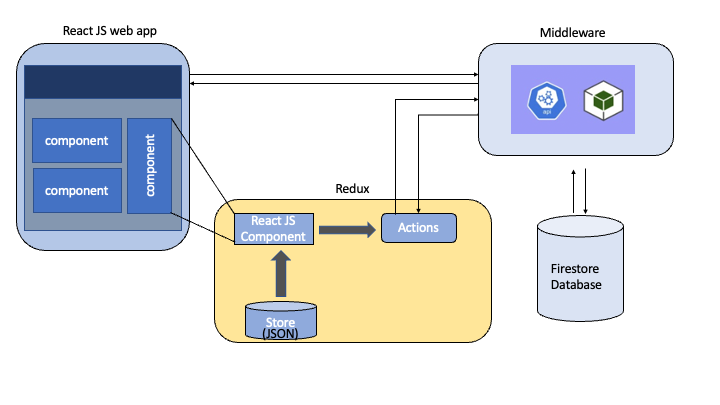 React JS web app
Middleware
api
component
component
component
Redux
React JS
Component
Actions
Store
(JSON)
Firestore
Database